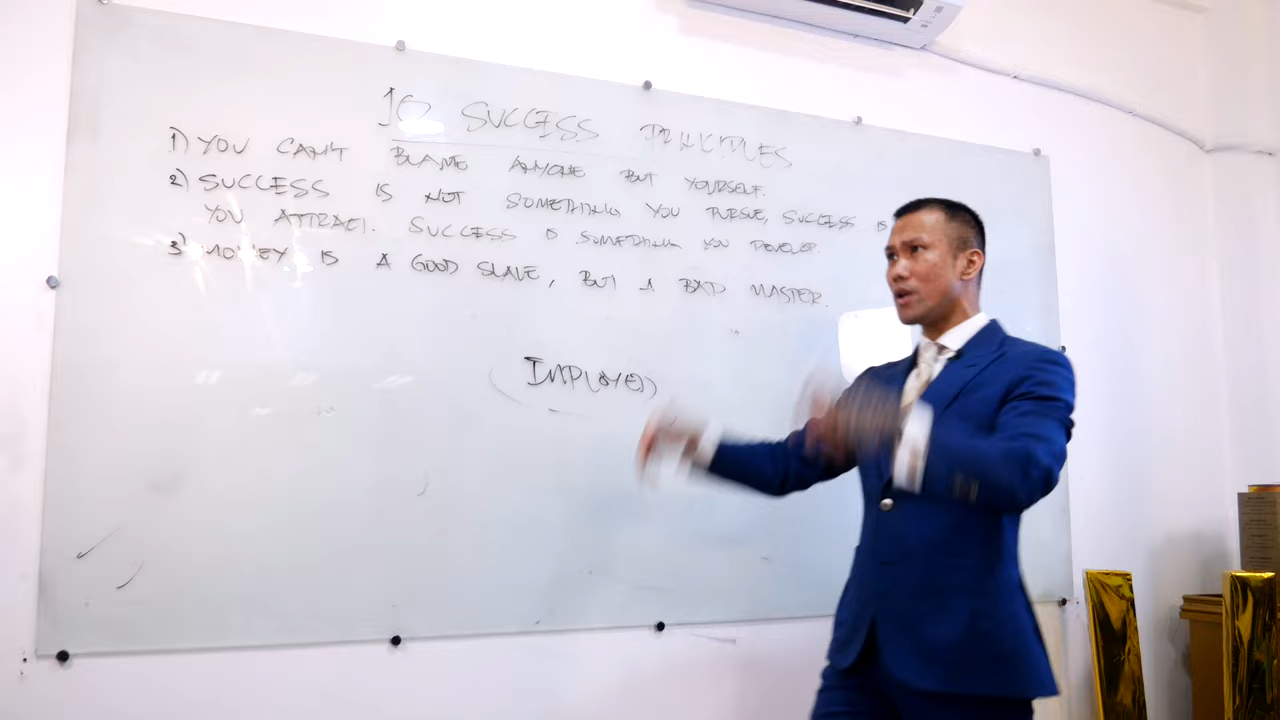 10 SUCCESS PRINCIPLES
1) YOU CAN'T BLAME ANYONE BUT YOURSELF.
2) SUCCESS IS NOT SOMETHING YOU PURSUE, SUCCESS IS
YOU ATTRACT. SUCCESS IS SOMETHING YOU DEVELOP.
3) MONEY IS A GOOD SLAVE, BUT A BAD MASTER.